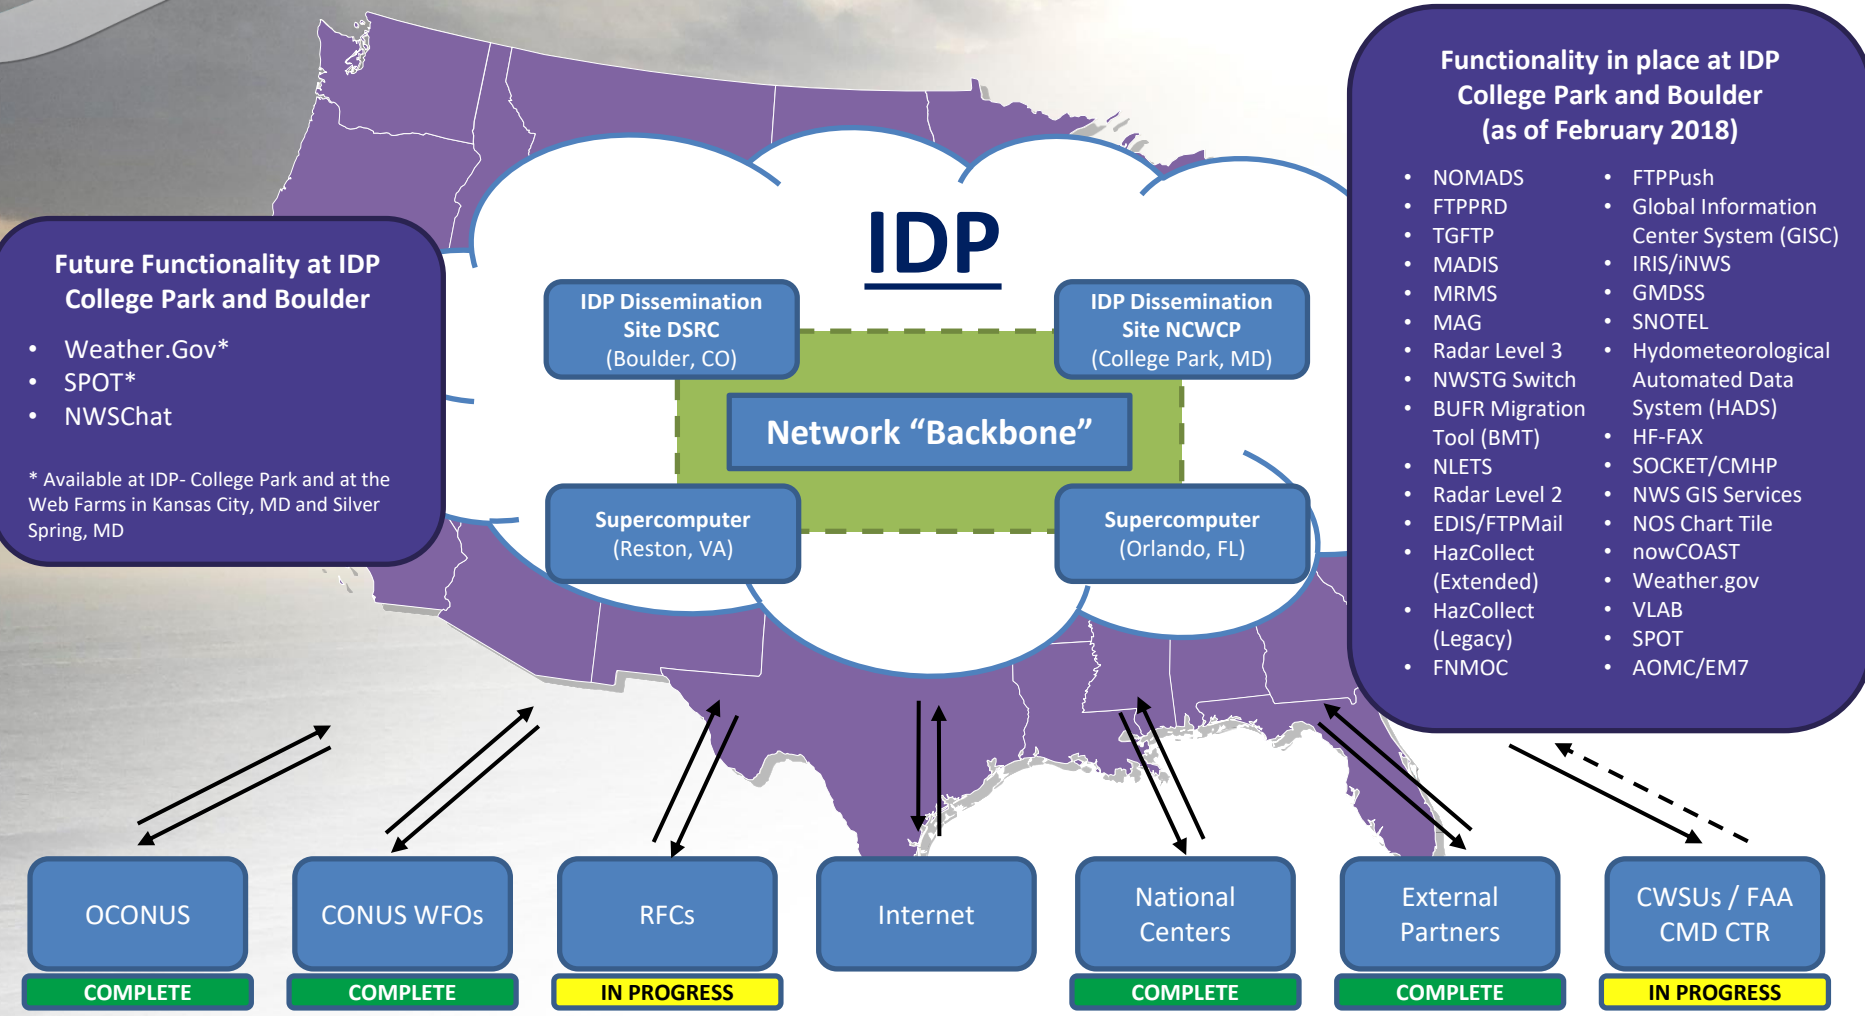 IDP
Future Functionality at IDP
College Park and Boulder
• Weather.Gov*
• SPOT*
• NWSChat
* Available at IDP- College Park and at the
Web Farms in Kansas City, MD and Silver
Spring, MD
IDP Dissemination
Site DSRC
(Boulder, CO)
IDP Dissemination
Site NCWCP
(College Park, MD)
Network “Backbone”
Supercomputer
(Reston, VA)
Supercomputer
(Orlando, FL)
Functionality in place at IDP
College Park and Boulder
(as of February 2018)
• NOMADS
• FTPPRD
• TGFTP
• MADIS
• MRMS
• MAG
• Radar Level 3
• NWSTG Switch
• BUFR Migration
Tool (BMT)
• NLETS
• Radar Level 2
• EDIS/FTPMail
• HazCollect
(Extended)
• HazCollect
(Legacy)
• FNMOC
• FTPPush
• Global Information
Center System (GISC)
• IRIS/iNWS
• GMDSS
• SNOTEL
• Hydometeorological
Automated Data
System (HADS)
• HF-FAX
• SOCKET/CMHP
• NWS GIS Services
• NOS Chart Tile
• nowCOAST
• Weather.gov
• VLAB
• SPOT
• AOMC/EM7
OCONUS
COMPLETE
CONUS WFOs
COMPLETE
RFCs
IN PROGRESS
Internet
National
Centers
COMPLETE
External
Partners
COMPLETE
CWSUs / FAA
CMD CTR
IN PROGRESS